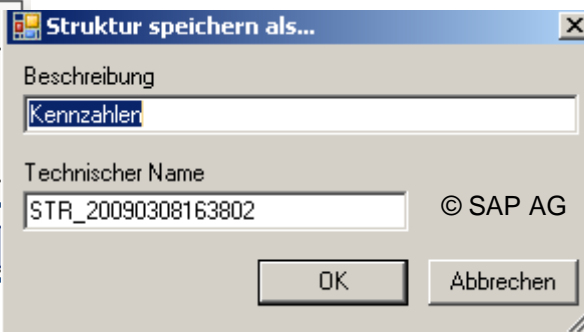 Struktur speichern als...
Beschreibung
Kennzahlen
Technischer Name
STR_20090308163802
© SAP AG
OK
Abbrechen